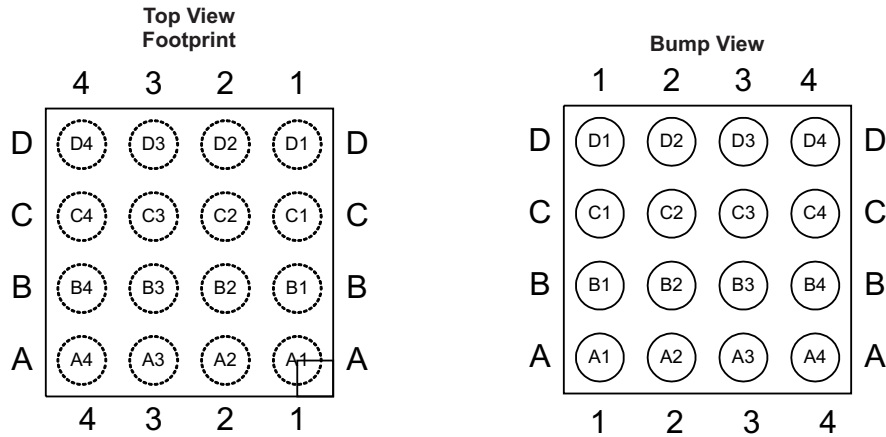 Top View
Footprint
4 3 2 1
D D4 D3 D2 D1 D
C C4 C3 C2 C1 C
B B4 B3 B2 B1 B
A A4 A3 A2 A1 A
4 3 2 1
Bump View
1 2 3 4
D D1 D2 D3 D4 D
C C1 C2 C3 C4 C
B B1 B2 B3 B4 B
A A1 A2 A3 A4 A
1 2 3 4